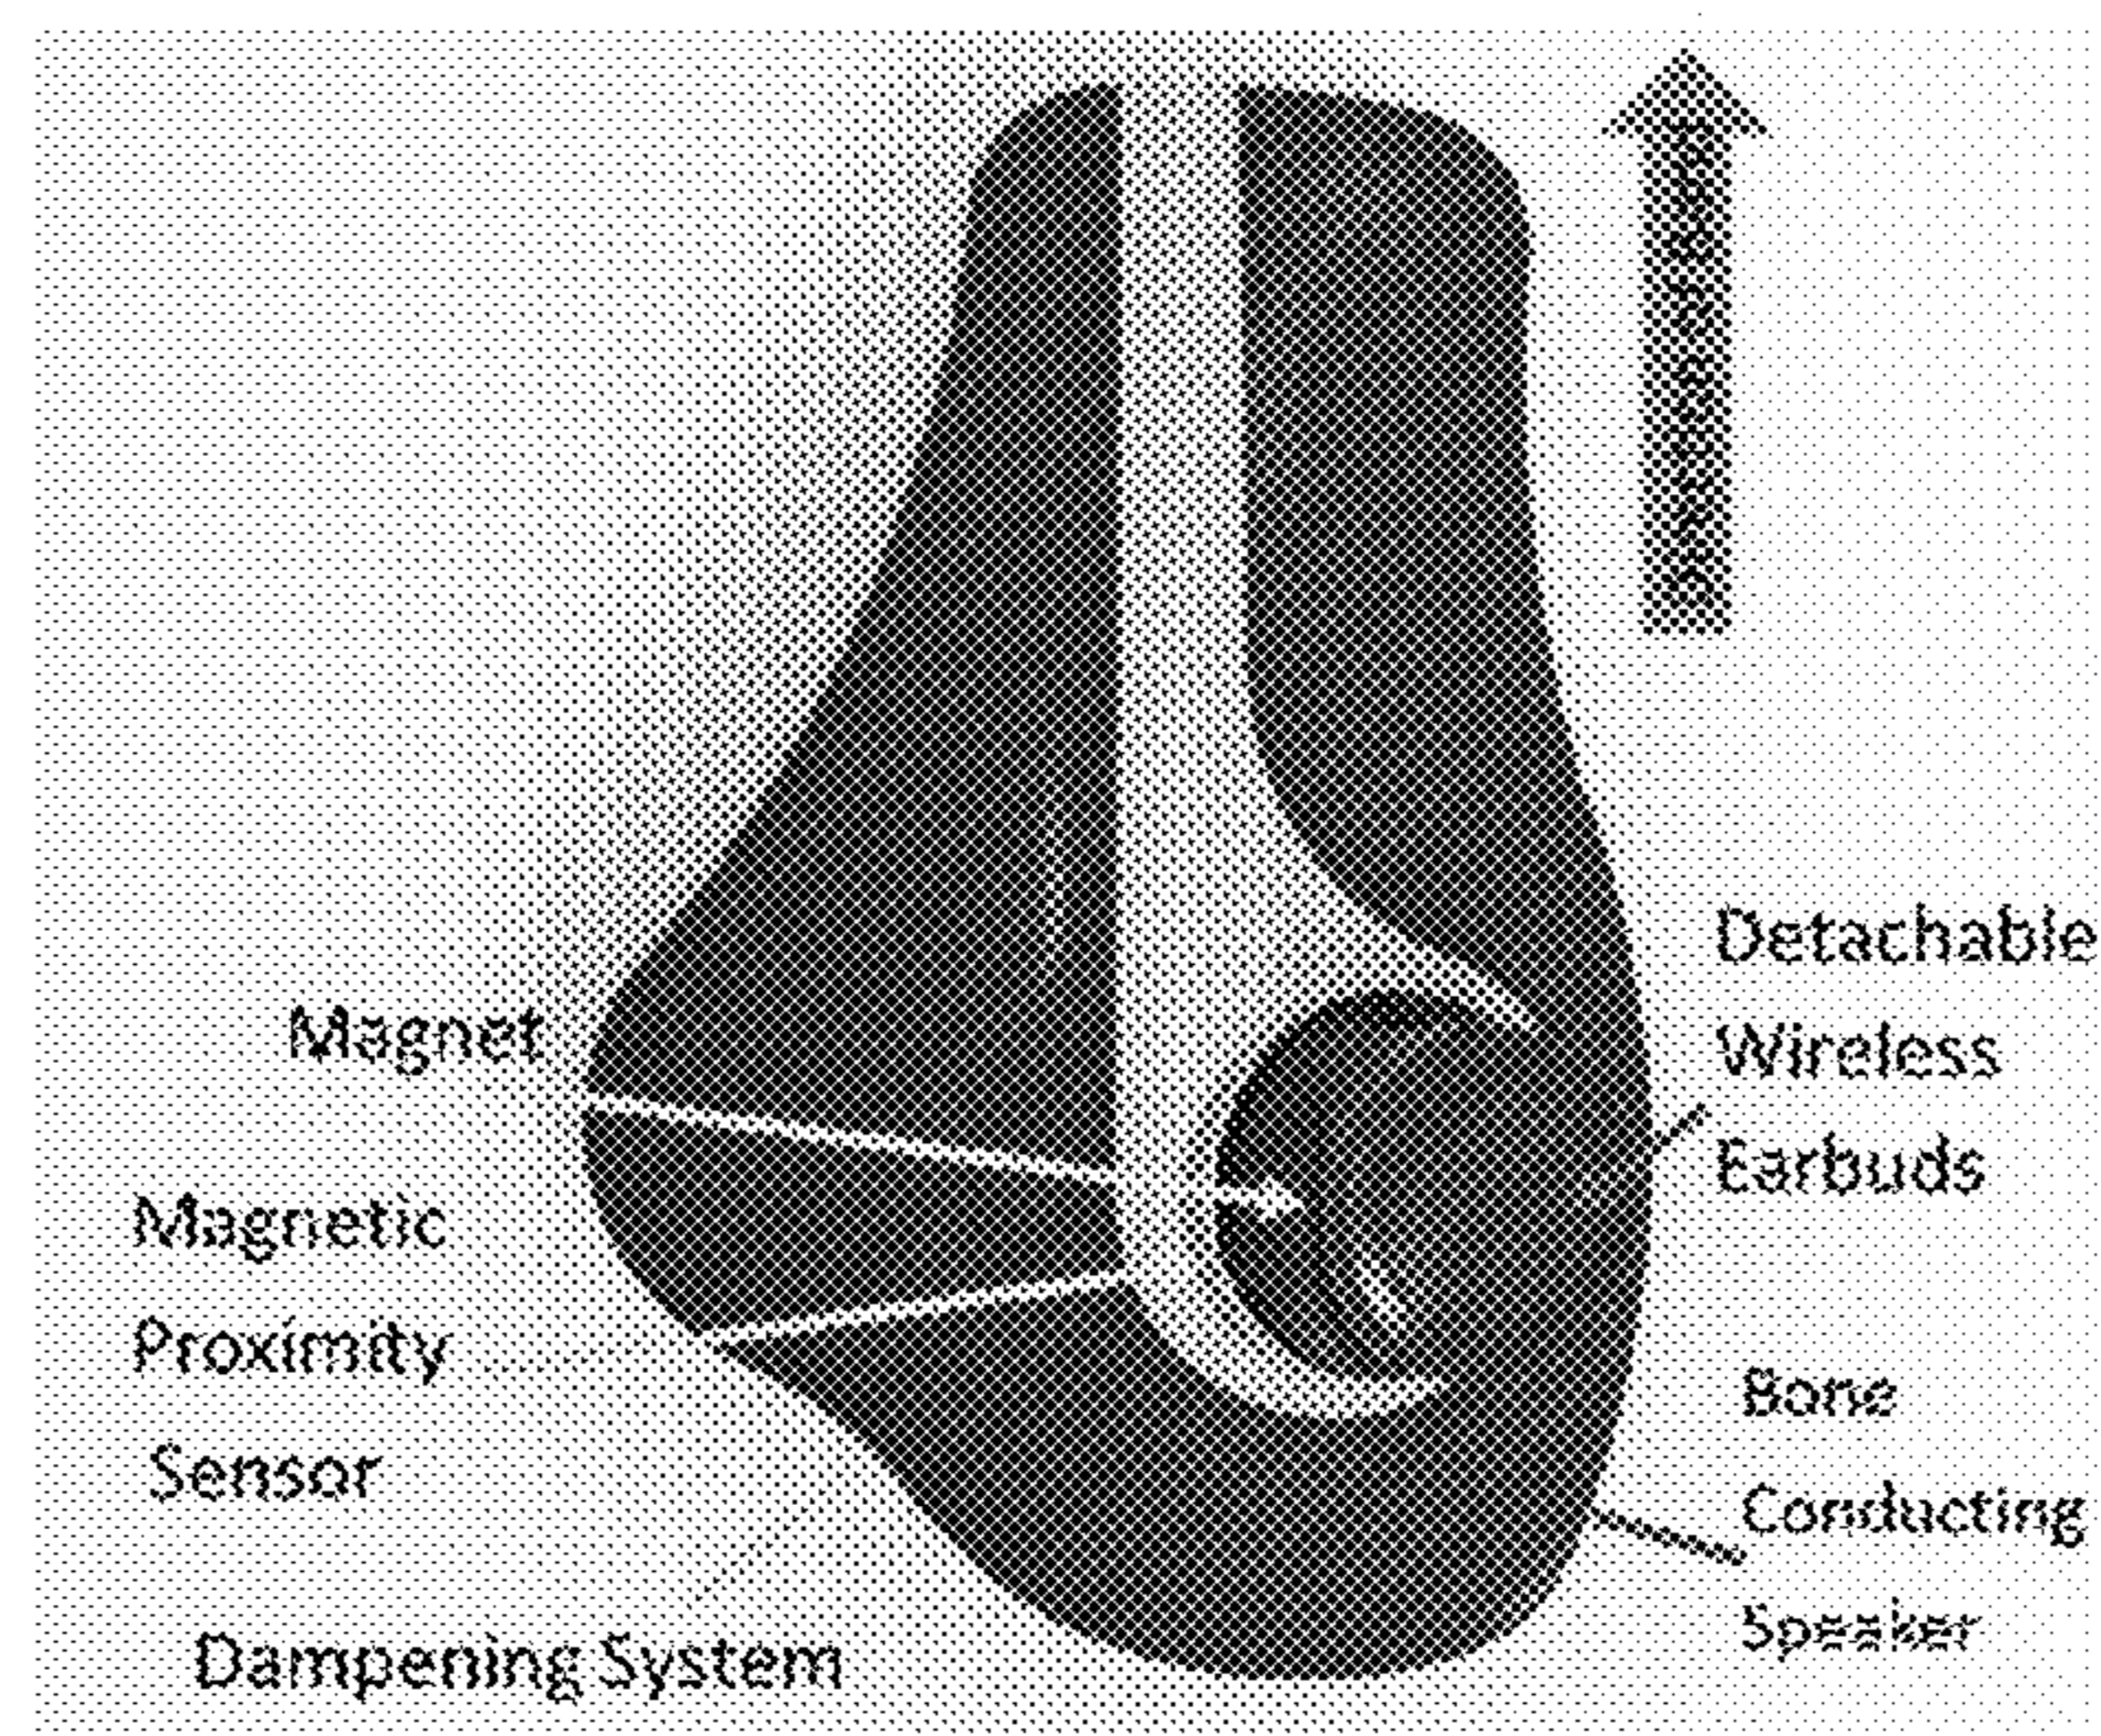 Magnet
Magnetic
Proximity
Sensor
Dampening System
Detachable
Wireless
Earbuds
Bone
Conducting
Speaker